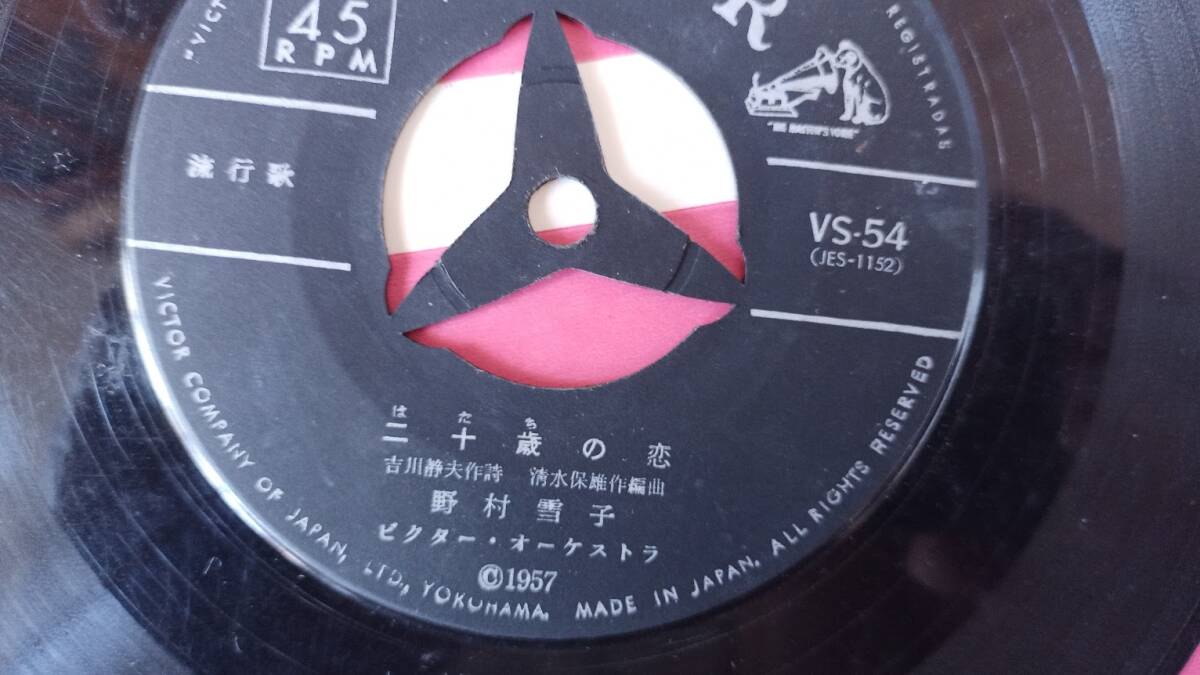 "VICT
45
RPM
R
REGISTRADAS
"HIS MASTER'S VOICE"
流行歌
VS-54
(JES-1152)
はたち
二十歳の恋
吉川静夫作詩 清水保雄作編曲
野村雪子
ビクター・オーケストラ
©1957
VICTOR COMPANY OF JAPAN, LTD., YOKOHAMA. MADE IN JAPAN. ALL RIGHTS RESERVED